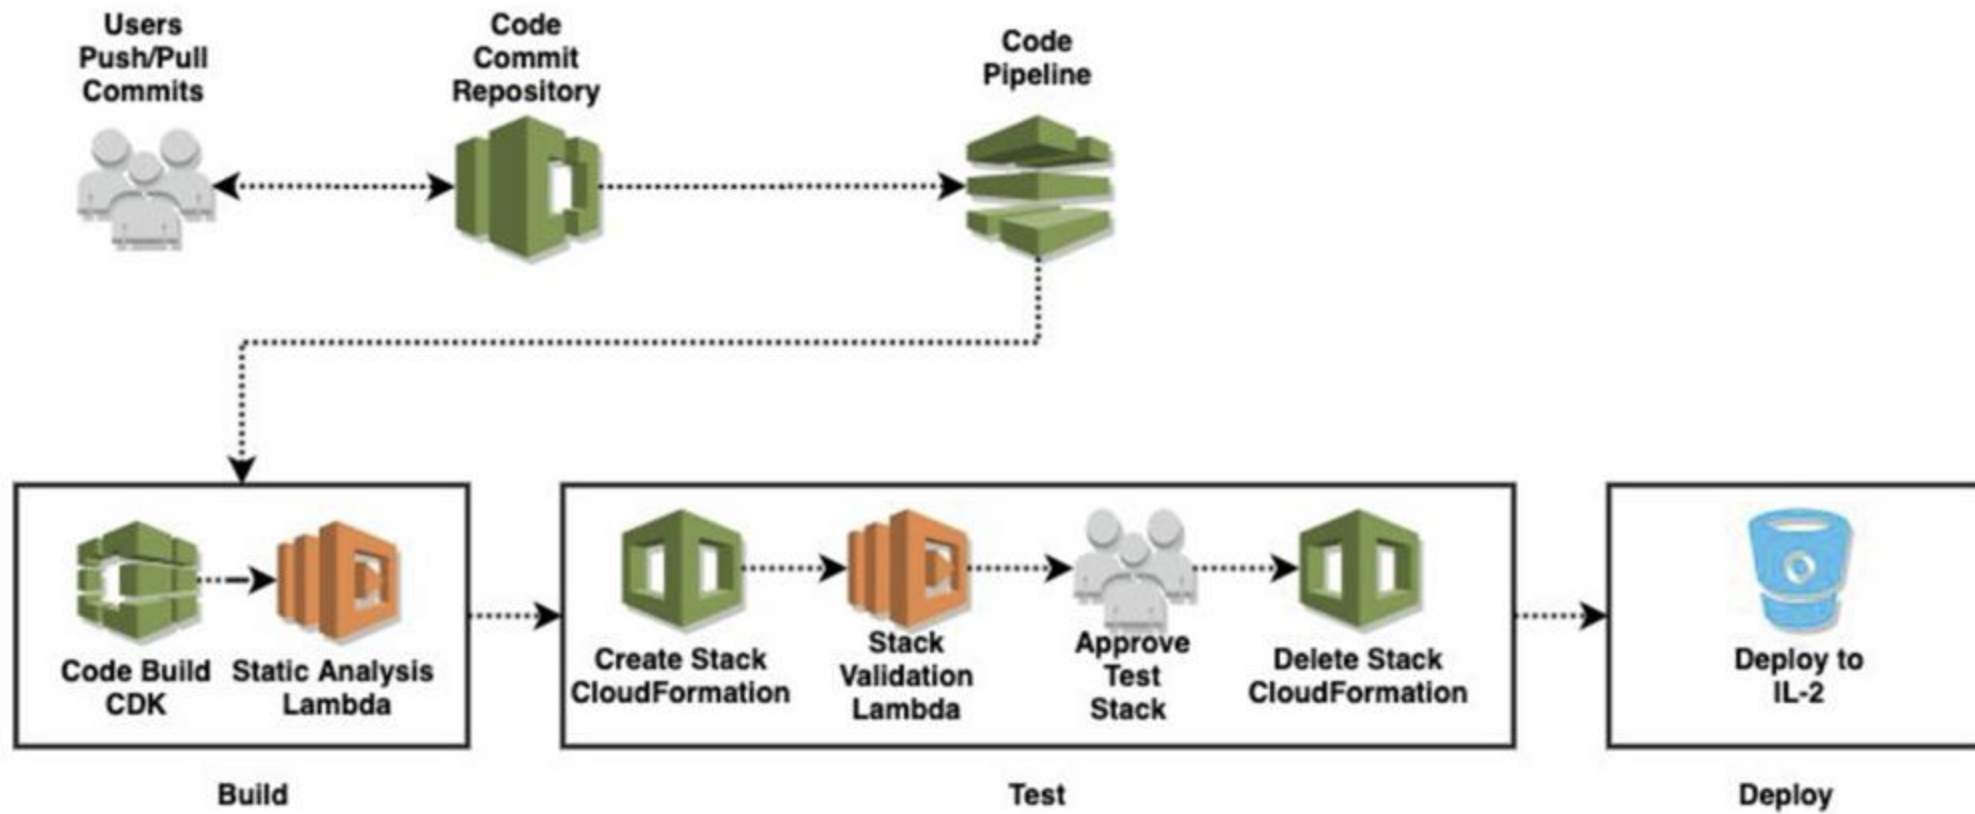 Users
Push/Pull
Commits
Code
Commit
Repository
Code
Pipeline
Code Build
CDK
Static Analysis
Lambda
Create Stack
CloudFormation
Stack
Validation
Lambda
Approve
Test
Stack
Delete Stack
CloudFormation
Deploy to
IL-2
Build
Test
Deploy